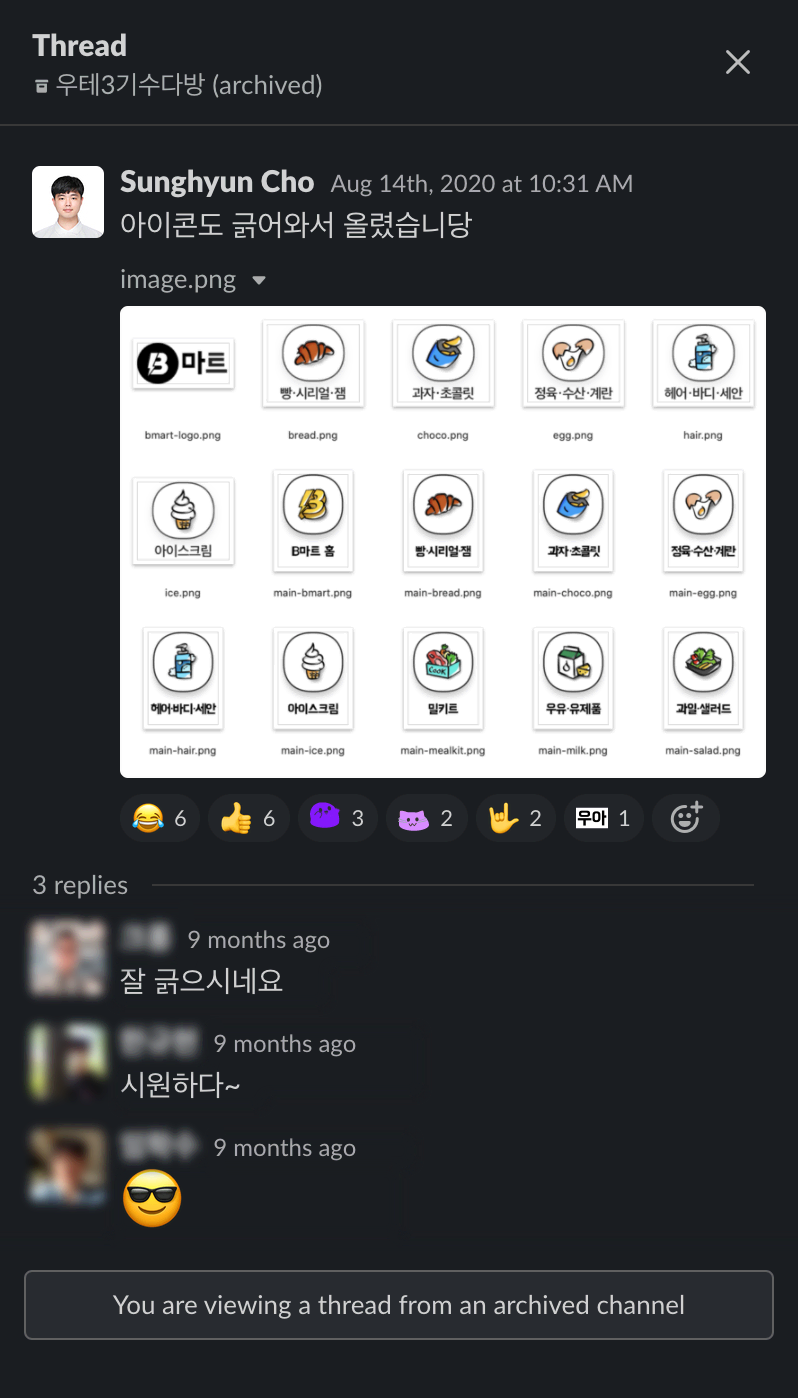 Thread
우테3기수다방 (archived)
Sunghyun Cho Aug 14th, 2020 at 10:31 AM
아이콘도 긁어와서 올렸습니당
image.png
B마트
빵·시리얼·잼
과자·초콜릿
정육·수산·계란
헤어·바디·세안
bmart-logo.png
bread.png
choco.png
egg.png
hair.png
아이스크림
B마트 홈
빵·시리얼·잼
과자·초콜릿
정육·수산·계란
ice.png
main-bmart.png
main-bread.png
main-choco.png
main-egg.png
헤어·바디·세안
아이스크림
COOK
밀키트
우유·유제품
과일·샐러드
main-hair.png
main-ice.png
main-mealkit.png
main-milk.png
main-salad.png
6
6
3
2
2
우아 1
3 replies
9 months ago
잘 긁으시네요
9 months ago
시원하다~
9 months ago
You are viewing a thread from an archived channel